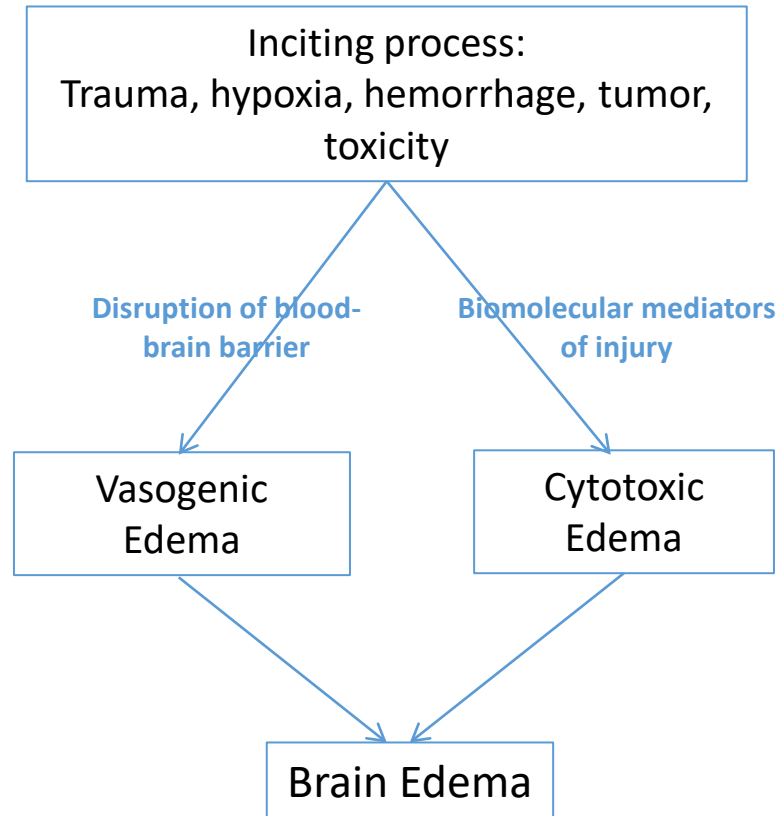 Inciting process:
Trauma, hypoxia, hemorrhage, tumor,
toxicity
Disruption of blood-
brain barrier
Biomolecular mediators
of injury
Vasogenic
Edema
Cytotoxic
Edema
Brain Edema